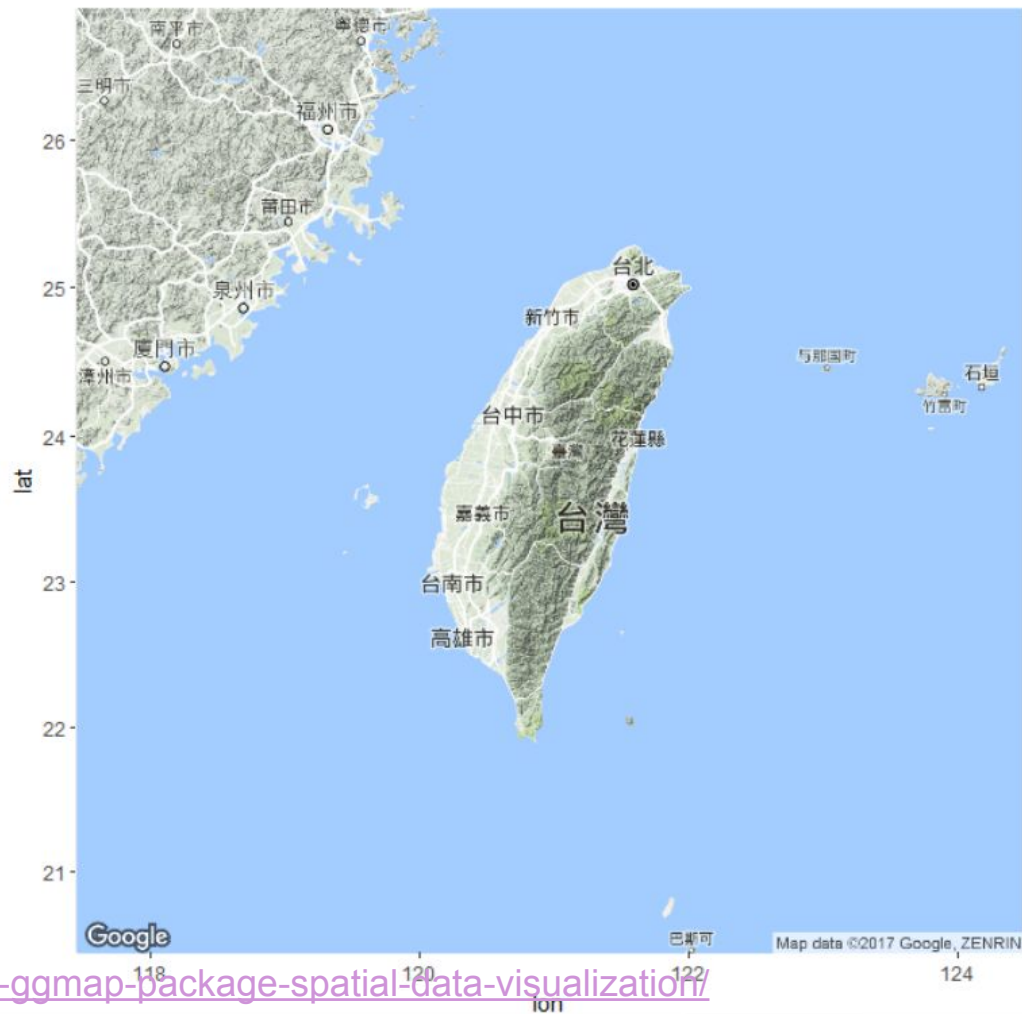 南平市
寧德市
三明市
福州市
26
莆田市
台北
25
泉州市
新竹市
廈門市
与那国町
石垣
漳州市
竹富町
台中市
24
花蓮縣
臺灣
lat
嘉義市
台灣
23
台南市
高雄市
22
21
Google
巴斯可
Map data ©2017 Google, ZENRIN
118
120
122
124
-ggmap-package-spatial-data-visualization/
lon